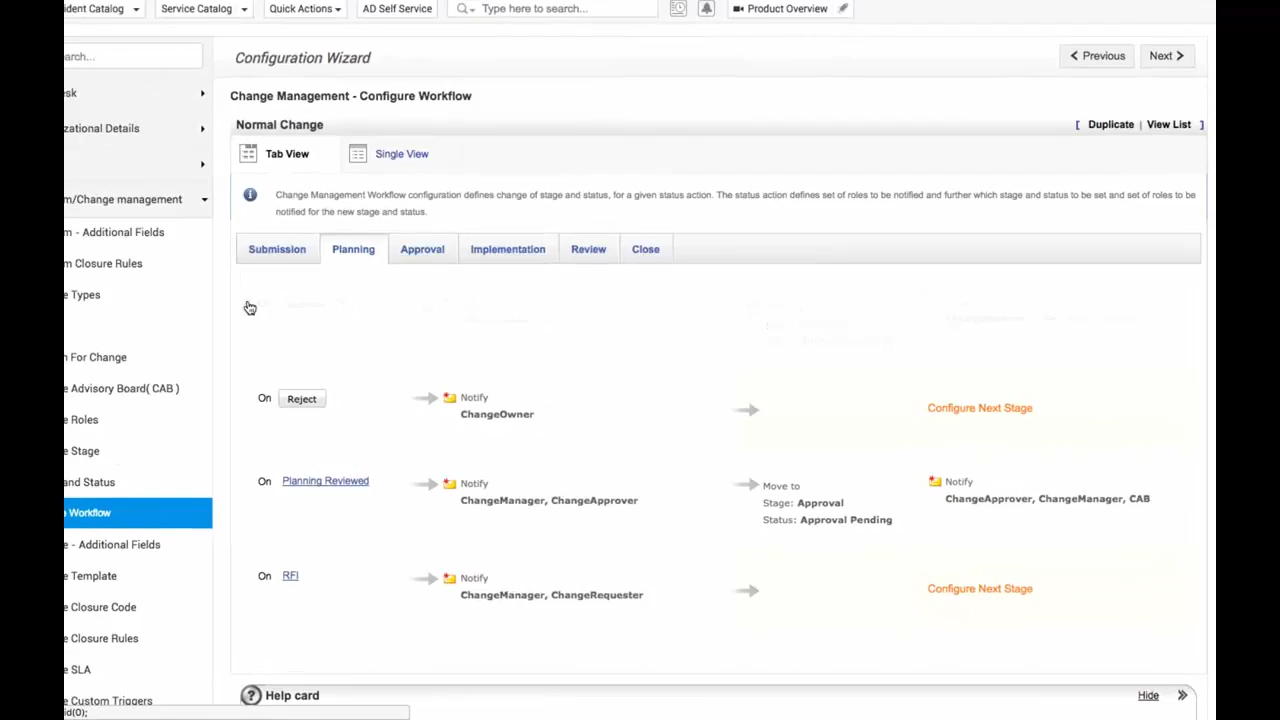 ident Catalog
Service Catalog
Quick Actions
AD Self Service
Type here to search...
Product Overview
arch...
Configuration Wizard
Previous
Next
esk
zational Details
m/Change management
m - Additional Fields
m Closure Rules
e Types
n For Change
e Advisory Board( CAB )
e Roles
e Stage
and Status
e Workflow
e - Additional Fields
e Template
e Closure Code
e Closure Rules
e SLA
e Custom Triggers
id(0);
Change Management - Configure Workflow
Normal Change
[ Duplicate | View List ]
Tab View
Single View
Change Management Workflow configuration defines change of stage and status, for a given status action. The status action defines set of roles to be notified and further which stage and status to be set and set of roles to be
notified for the new stage and status.
Submission
Planning
Approval
Implementation
Review
Close
On Reject
Notify
ChangeOwner
Configure Next Stage
On Planning Reviewed
Notify
ChangeManager, ChangeApprover
Move to
Stage: Approval
Status: Approval Pending
Notify
ChangeApprover, ChangeManager, CAB
On RFI
Notify
ChangeManager, ChangeRequester
Configure Next Stage
? Help card
Hide